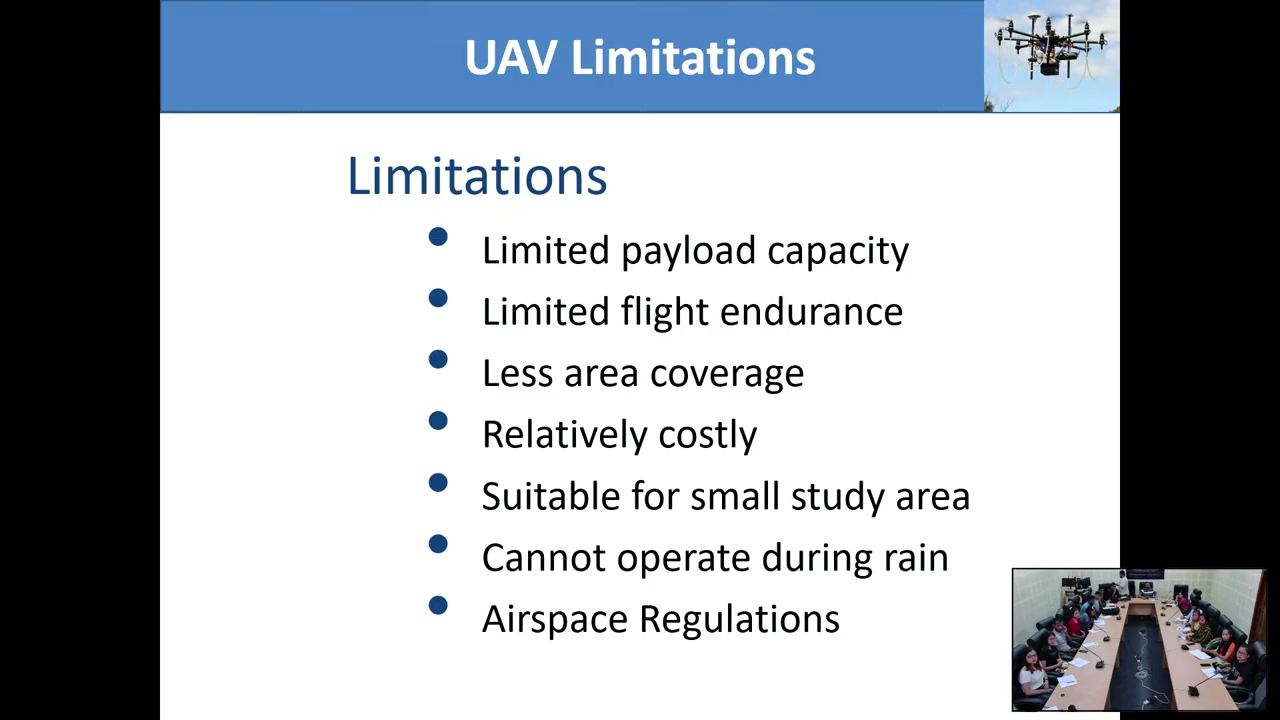 UAV Limitations
Limitations
• Limited payload capacity
• Limited flight endurance
• Less area coverage
• Relatively costly
• Suitable for small study area
• Cannot operate during rain
• Airspace Regulations